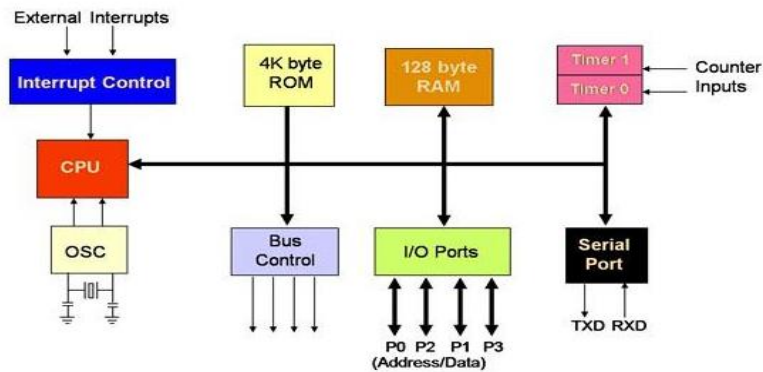 External Interrupts
Interrupt Control
CPU
OSC
4K byte
ROM
128 byte
RAM
Timer 1
Timer 0
Counter
Inputs
Bus
Control
I/O Ports
Serial
Port
P0 P2 P1 P3
(Address/Data)
TXD RXD